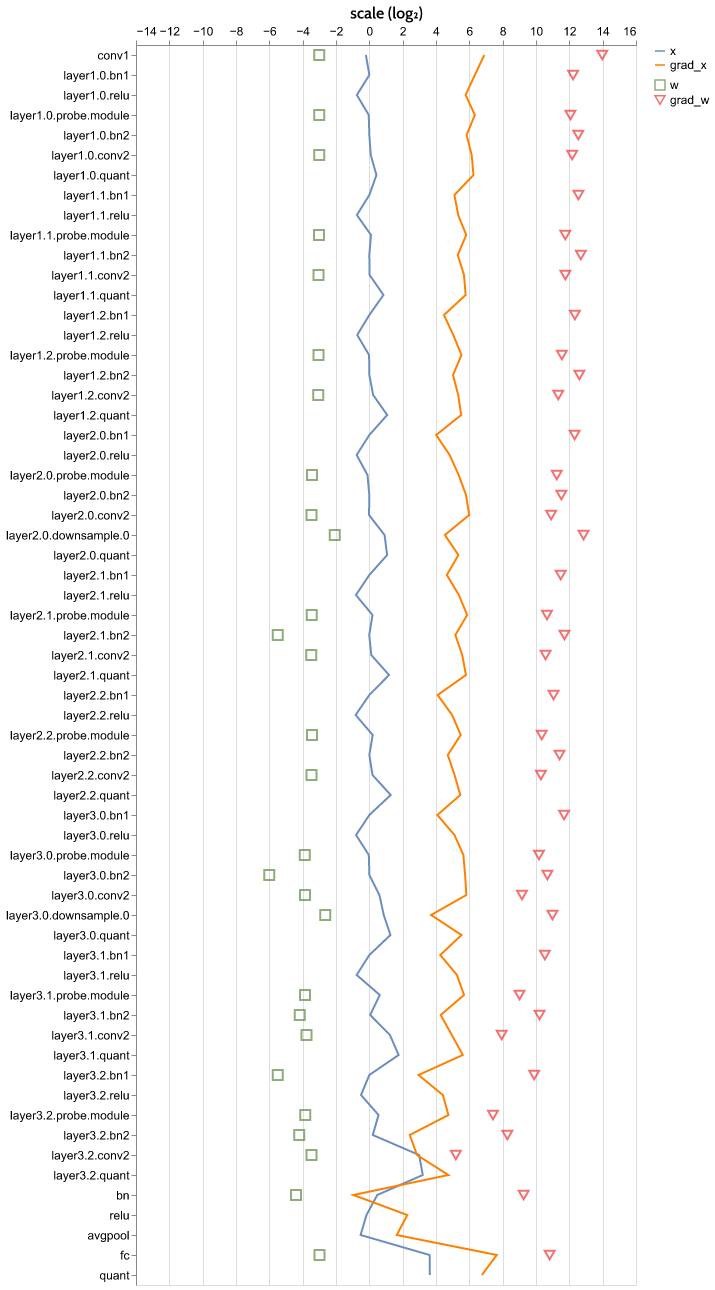 scale (log₂)
−14 −12 −10 −8 −6 −4 −2 0 2 4 6 8 10 12 14 16
x
grad_x
w
grad_w
conv1
layer1.0.bn1
layer1.0.relu
layer1.0.probe.module
layer1.0.bn2
layer1.0.conv2
layer1.0.quant
layer1.1.bn1
layer1.1.relu
layer1.1.probe.module
layer1.1.bn2
layer1.1.conv2
layer1.1.quant
layer1.2.bn1
layer1.2.relu
layer1.2.probe.module
layer1.2.bn2
layer1.2.conv2
layer1.2.quant
layer2.0.bn1
layer2.0.relu
layer2.0.probe.module
layer2.0.bn2
layer2.0.conv2
layer2.0.downsample.0
layer2.0.quant
layer2.1.bn1
layer2.1.relu
layer2.1.probe.module
layer2.1.bn2
layer2.1.conv2
layer2.1.quant
layer2.2.bn1
layer2.2.relu
layer2.2.probe.module
layer2.2.bn2
layer2.2.conv2
layer2.2.quant
layer3.0.bn1
layer3.0.relu
layer3.0.probe.module
layer3.0.bn2
layer3.0.conv2
layer3.0.downsample.0
layer3.0.quant
layer3.1.bn1
layer3.1.relu
layer3.1.probe.module
layer3.1.bn2
layer3.1.conv2
layer3.1.quant
layer3.2.bn1
layer3.2.relu
layer3.2.probe.module
layer3.2.bn2
layer3.2.conv2
layer3.2.quant
bn
relu
avgpool
fc
quant